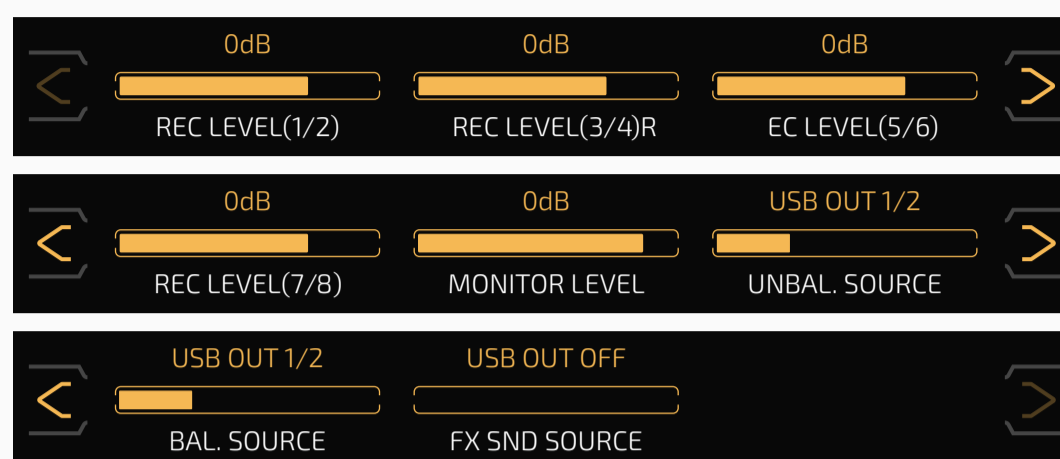 0dB 0dB 0dB
REC LEVEL(1/2) REC LEVEL(3/4)R EC LEVEL(5/6)
0dB 0dB USB OUT 1/2
REC LEVEL(7/8) MONITOR LEVEL UNBAL. SOURCE
USB OUT 1/2 USB OUT OFF
BAL. SOURCE FX SND SOURCE